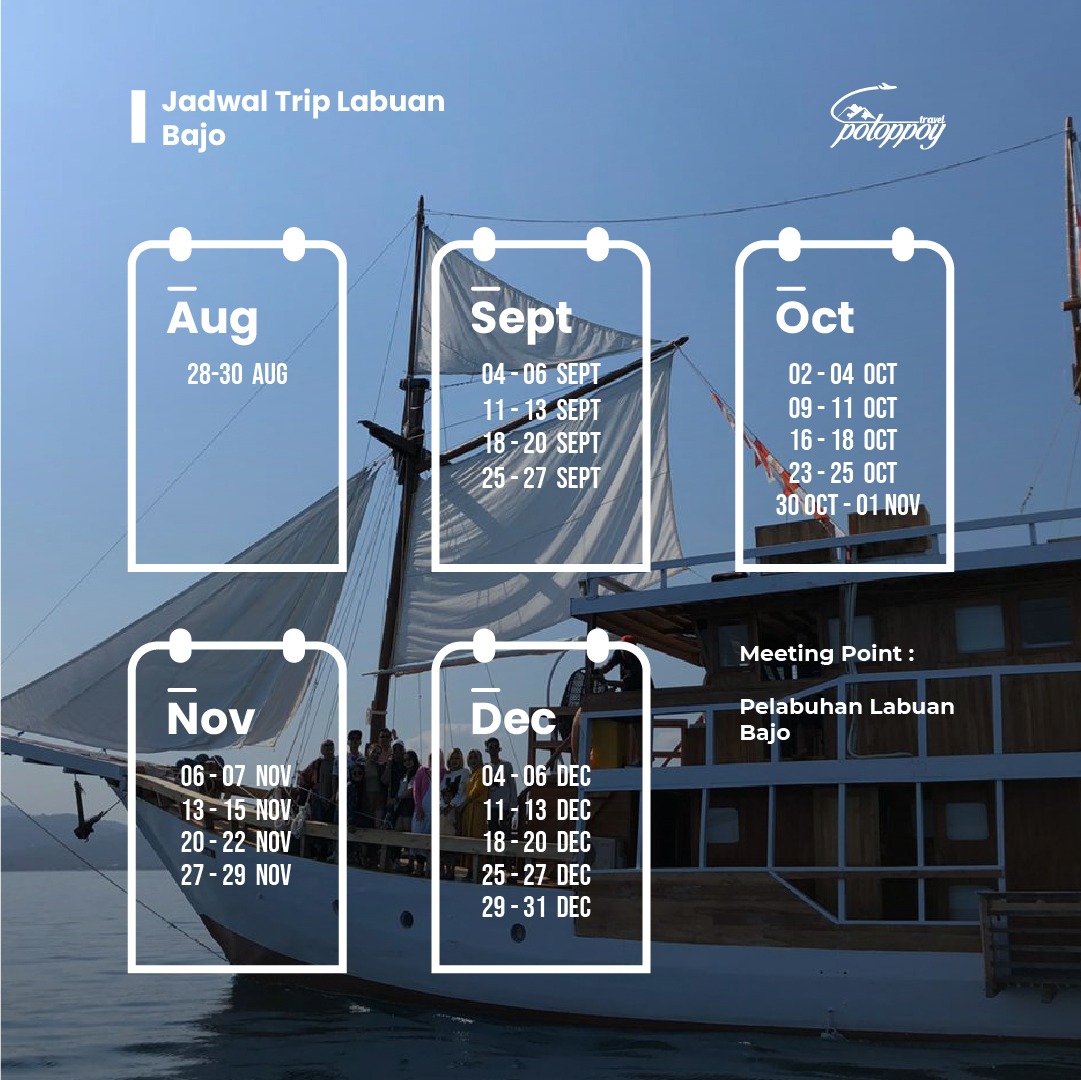 Jadwal Trip Labuan
Bajo
travel
poloppoy
Aug
28-30 AUG
Sept
04 - 06 SEPT
11 - 13 SEPT
18 - 20 SEPT
25 - 27 SEPT
Oct
02 - 04 OCT
09 - 11 OCT
16 - 18 OCT
23 - 25 OCT
30 OCT - 01 NOV
Nov
06 - 07 NOV
13 - 15 NOV
20 - 22 NOV
27 - 29 NOV
Dec
04 - 06 DEC
11 - 13 DEC
18 - 20 DEC
25 - 27 DEC
29 - 31 DEC
Meeting Point :
Pelabuhan Labuan
Bajo